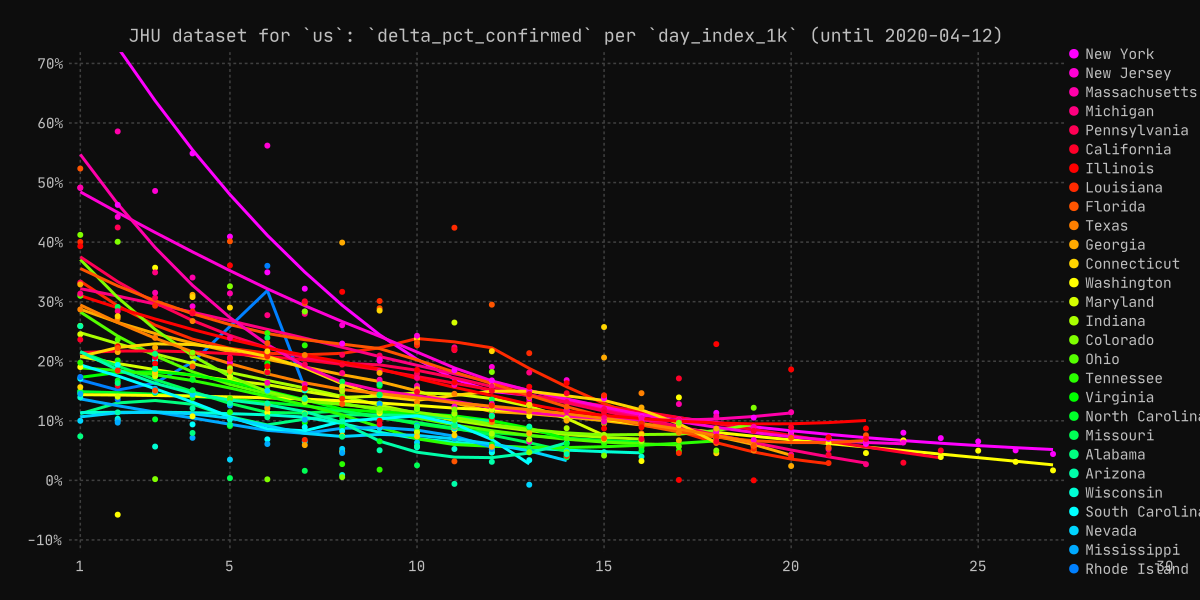 JHU dataset for `us`: `delta_pct_confirmed` per `day_index_1k` (until 2020-04-12)
70%
60%
50%
40%
30%
20%
10%
0%
-10%
1 5 10 15 20 25 30
New York
New Jersey
Massachusetts
Michigan
Pennsylvania
California
Illinois
Louisiana
Florida
Texas
Georgia
Connecticut
Washington
Maryland
Indiana
Colorado
Ohio
Tennessee
Virginia
North Carolina
Missouri
Alabama
Arizona
Wisconsin
South Carolina
Nevada
Mississippi
Rhode Island